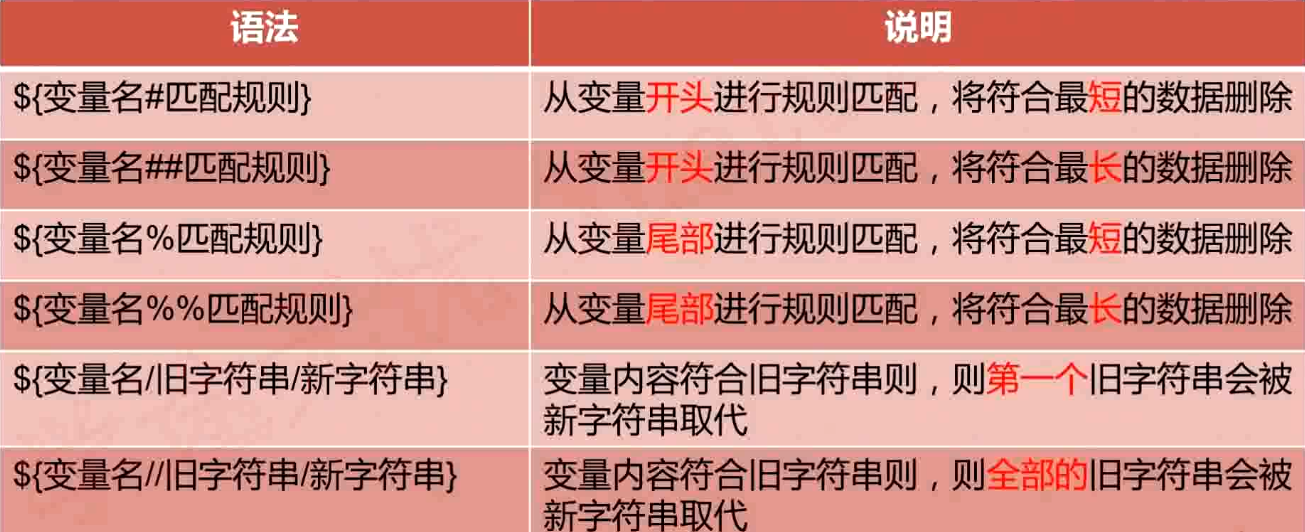 语法
说明
${变量名#匹配规则}
从变量开头进行规则匹配，将符合最短的数据删除
${变量名##匹配规则}
从变量开头进行规则匹配，将符合最长的数据删除
${变量名%匹配规则}
从变量尾部进行规则匹配，将符合最短的数据删除
${变量名%%匹配规则}
从变量尾部进行规则匹配，将符合最长的数据删除
${变量名/旧字符串/新字符串}
变量内容符合旧字符串则，则第一个旧字符串会被
新字符串取代
${变量名//旧字符串/新字符串}
变量内容符合旧字符串则，则全部的旧字符串会被
新字符串取代